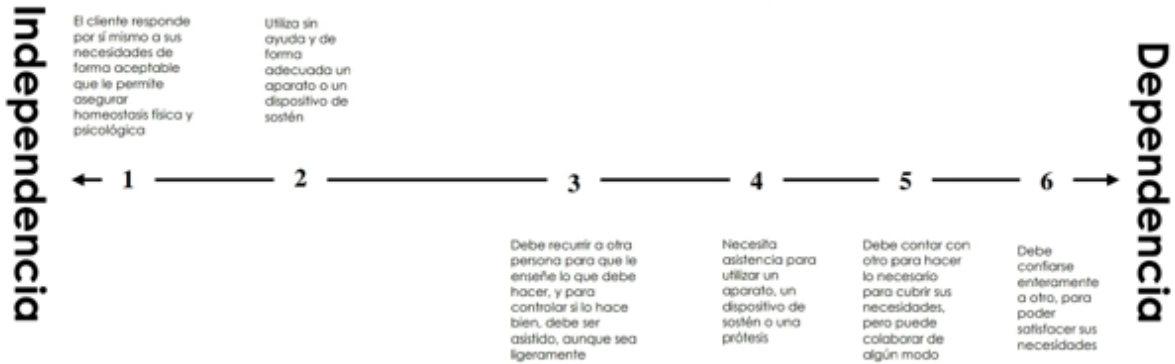 Independencia
El cliente responde
por sí mismo a sus
necesidades de
forma aceptable
que le permite
asegurar
homeostasis física y
psicológica
Utiliza sin
ayuda y de
forma
adecuada un
aparato o un
dispositivo de
sostén
1
2
3
4
5
6
Debe recurrir a otra
persona para que le
enseñe lo que debe
hacer, y para
controlar si lo hace
bien, debe ser
asistido, aunque sea
ligeramente
Necesita
asistencia para
utilizar un
aparato, un
dispositivo de
sostén o una
prótesis
Debe contar con
otro para hacer
lo necesario
para cubrir sus
necesidades,
pero puede
colaborar de
algún modo
Debe
confiarse
enteramente
a otro, para
poder
satisfacer sus
necesidades
Dependencia